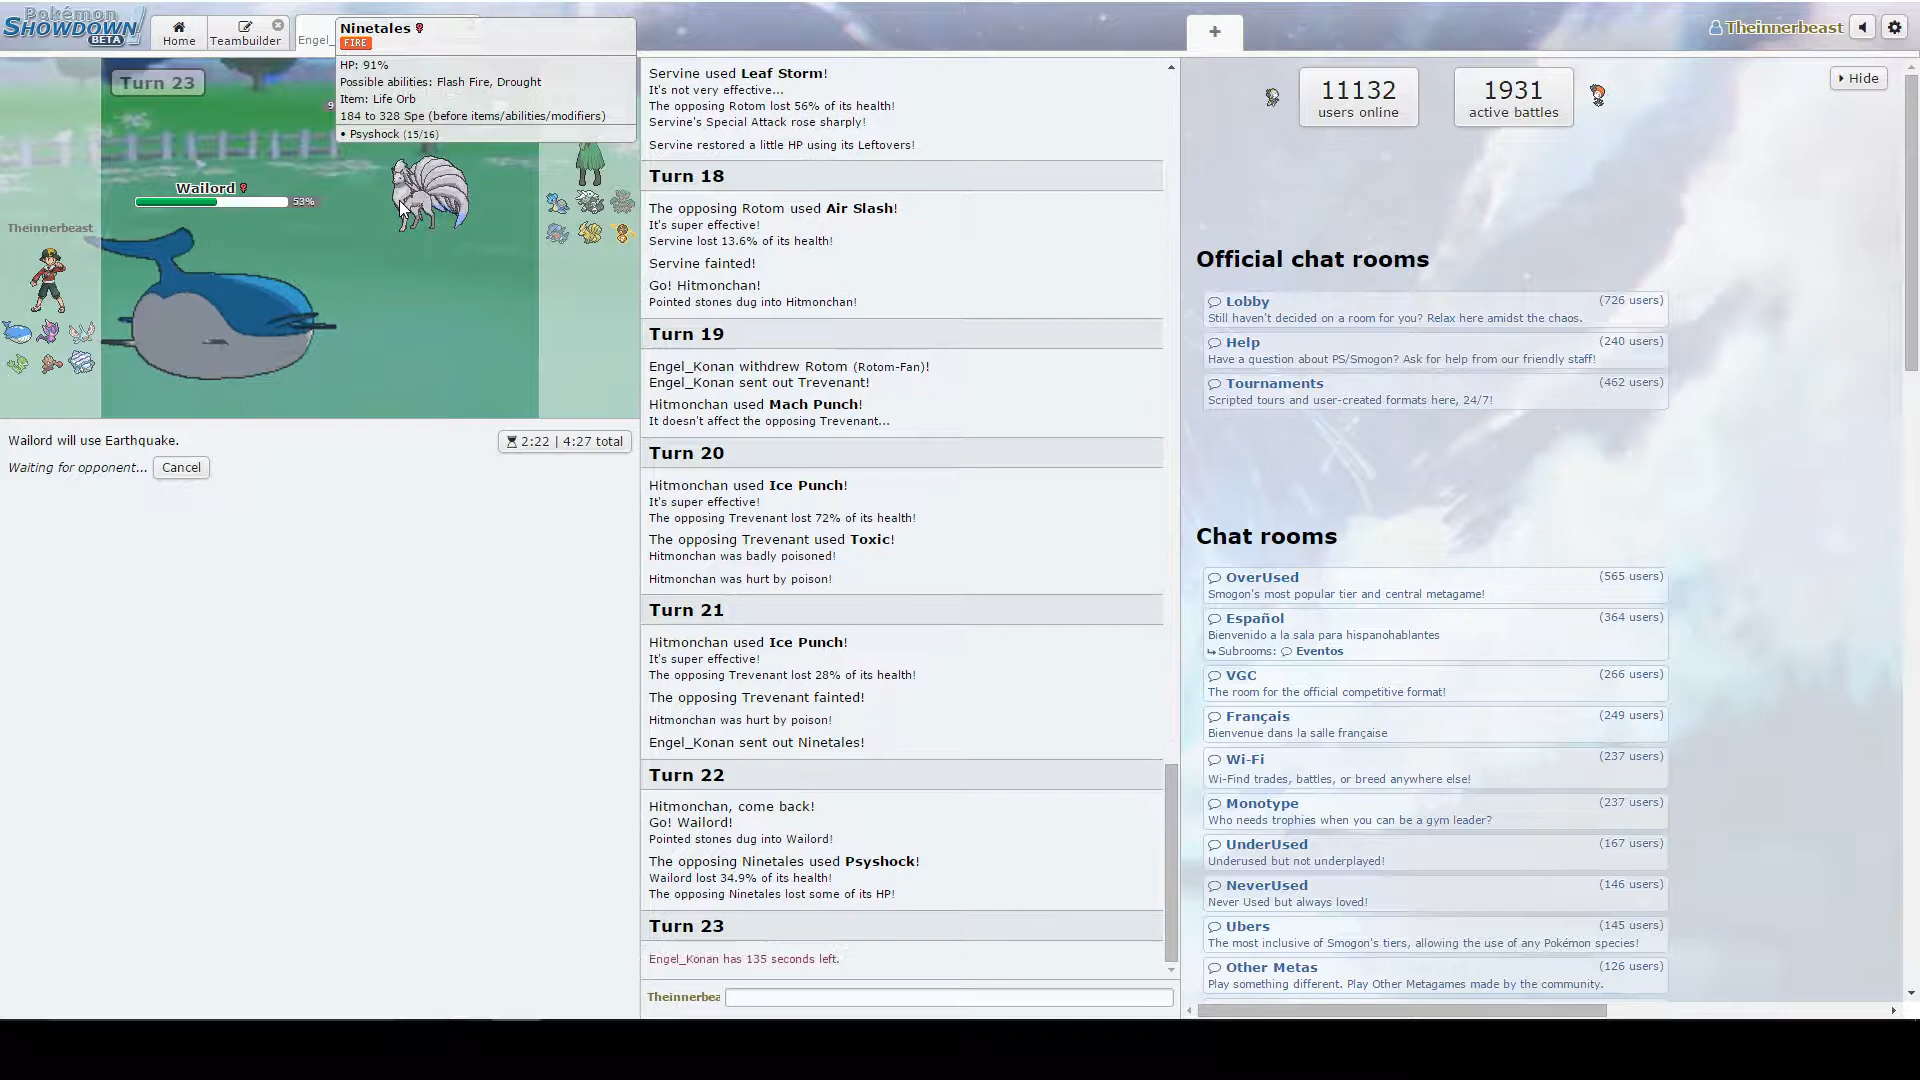 Pokémon
SHOWDOWN!
BETA
Home
Teambuilder
Engel_
Ninetales
FIRE
HP: 91%
Possible abilities: Flash Fire, Drought
Item: Life Orb
184 to 328 Spe (before items/abilities/modifiers)
• Psyshock (15/16)
+
Theinnerbeast
Turn 23
Wailord
53%
Theinnerbeast
Wailord will use Earthquake.
2:22 | 4:27 total
Waiting for opponent... Cancel
Servine used Leaf Storm!
It's not very effective...
The opposing Rotom lost 56% of its health!
Servine's Special Attack rose sharply!
Servine restored a little HP using its Leftovers!
Turn 18
The opposing Rotom used Air Slash!
It's super effective!
Servine lost 13.6% of its health!
Servine fainted!
Go! Hitmonchan!
Pointed stones dug into Hitmonchan!
Turn 19
Engel_Konan withdrew Rotom (Rotom-Fan)!
Engel_Konan sent out Trevenant!
Hitmonchan used Mach Punch!
It doesn't affect the opposing Trevenant...
Turn 20
Hitmonchan used Ice Punch!
It's super effective!
The opposing Trevenant lost 72% of its health!
The opposing Trevenant used Toxic!
Hitmonchan was badly poisoned!
Hitmonchan was hurt by poison!
Turn 21
Hitmonchan used Ice Punch!
It's super effective!
The opposing Trevenant lost 28% of its health!
The opposing Trevenant fainted!
Hitmonchan was hurt by poison!
Engel_Konan sent out Ninetales!
Turn 22
Hitmonchan, come back!
Go! Wailord!
Pointed stones dug into Wailord!
The opposing Ninetales used Psyshock!
Wailord lost 34.9% of its health!
The opposing Ninetales lost some of its HP!
Turn 23
Engel_Konan has 135 seconds left.
Theinnerbea
Hide
11132
users online
1931
active battles
Official chat rooms
Lobby (726 users)
Still haven't decided on a room for you? Relax here amidst the chaos.
Help (240 users)
Have a question about PS/Smogon? Ask for help from our friendly staff!
Tournaments (462 users)
Scripted tours and user-created formats here, 24/7!
Chat rooms
OverUsed (565 users)
Smogon's most popular tier and central metagame!
Español (364 users)
Bienvenido a la sala para hispanohablantes
↳Subrooms: Eventos
VGC (266 users)
The room for the official competitive format!
Français (249 users)
Bienvenue dans la salle française
Wi-Fi (237 users)
Wi-Find trades, battles, or breed anywhere else!
Monotype (237 users)
Who needs trophies when you can be a gym leader?
UnderUsed (167 users)
Underused but not underplayed!
NeverUsed (146 users)
Never Used but always loved!
Ubers (145 users)
The most inclusive of Smogon's tiers, allowing the use of any Pokémon species!
Other Metas (126 users)
Play something different. Play Other Metagames made by the community.